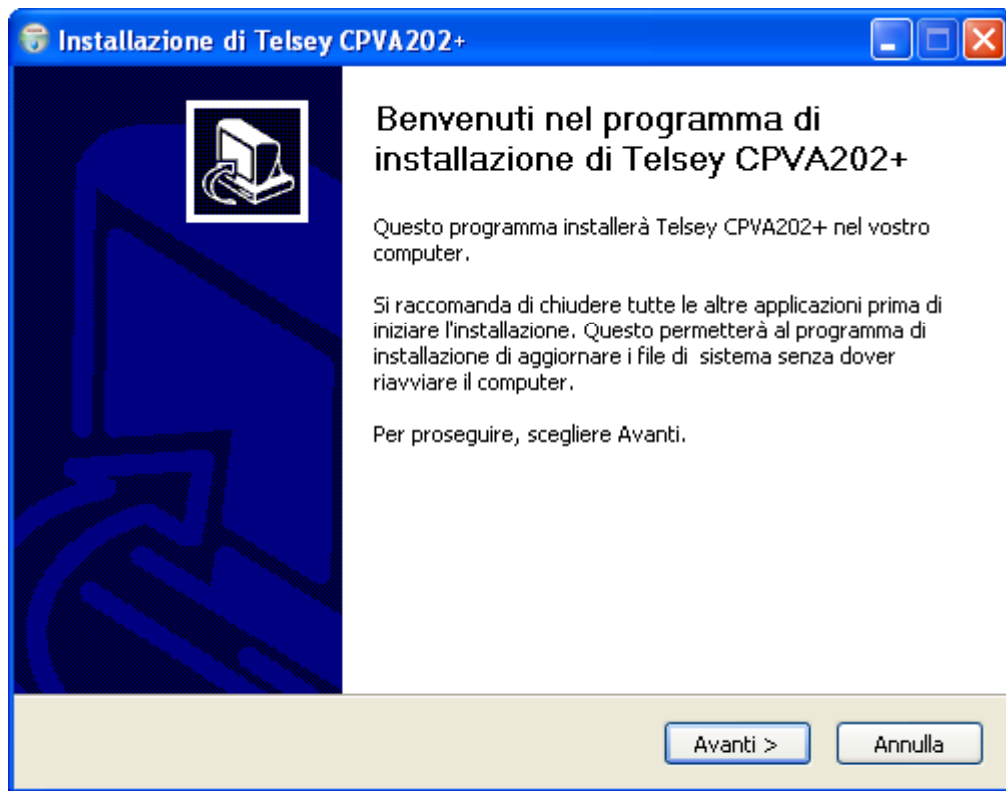 Installazione di Telsey CPVA202+
Benvenuti nel programma di
installazione di Telsey CPVA202+
Questo programma installerà Telsey CPVA202+ nel vostro
computer.
Si raccomanda di chiudere tutte le altre applicazioni prima di
iniziare l'installazione. Questo permetterà al programma di
installazione di aggiornare i file di  sistema senza dover
riavviare il computer.
Per proseguire, scegliere Avanti.
Avanti >
Annulla